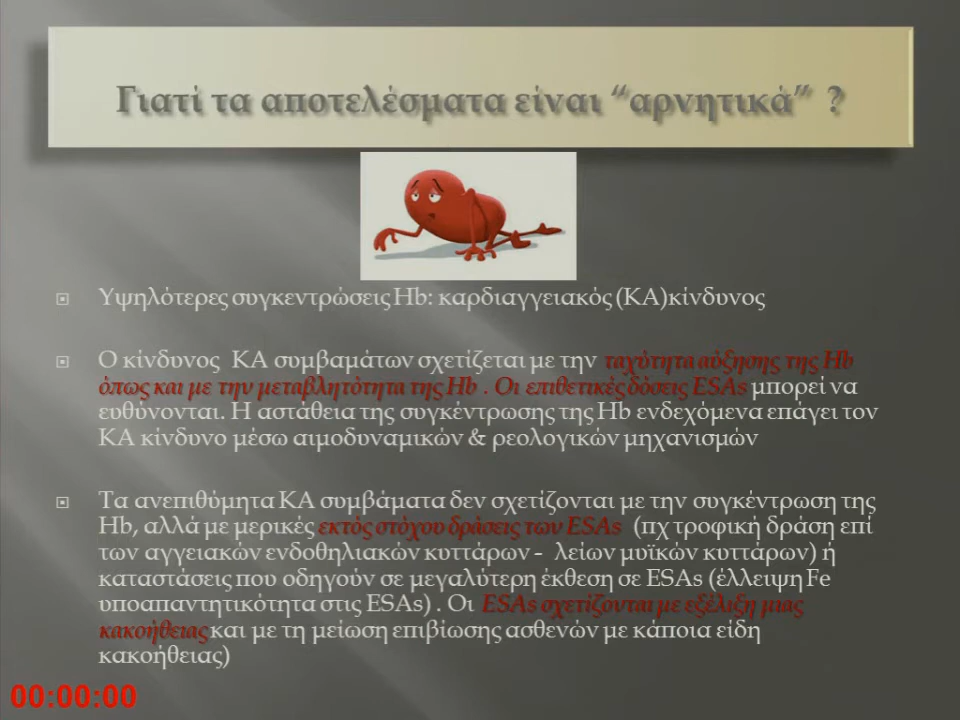 Γιατί τα αποτελέσματα είναι “αρνητικά” ?
Υψηλότερες συγκεντρώσεις Hb: καρδιαγγειακός (ΚΑ)κίνδυνος
Ο κίνδυνος ΚΑ συμβαμάτων σχετίζεται με την ταχύτητα αύξησης της Hb
όπως και με την μεταβλητότητα της Hb . Οι επιθετικές δόσεις ESAs μπορεί να
ευθύνονται. Η αστάθεια της συγκέντρωσης της Hb ενδεχόμενα επάγει τον
ΚΑ κίνδυνο μέσω αιμοδυναμικών & ρεολογικών μηχανισμών
Τα ανεπιθύμητα ΚΑ συμβάματα δεν σχετίζονται με την συγκέντρωση της
Hb, αλλά με μερικές εκτός στόχου δράσεις των ESAs (πχ τροφική δράση επί
των αγγειακών ενδοθηλιακών κυττάρων - λείων μυϊκών κυττάρων) ή
καταστάσεις που οδηγούν σε μεγαλύτερη έκθεση σε ESAs (έλλειψη Fe
υποαπαντητικότητα στις ESAs) . Οι ESAs σχετίζονται με εξέλιξη μιας
κακοήθειας και με τη μείωση επιβίωσης ασθενών με κάποια είδη
κακοήθειας)
00:00:00